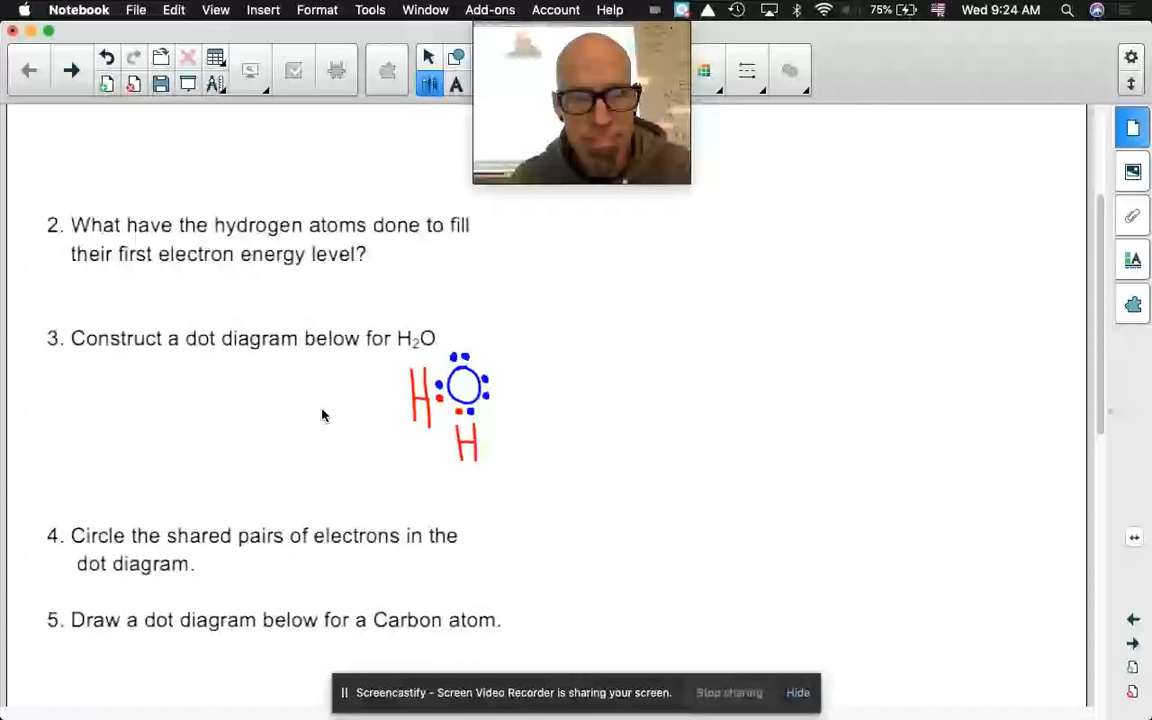 Notebook File Edit View Insert Format Tools Window Add-ons Account Help 75% Wed 9:24 AM
A
2. What have the hydrogen atoms done to fill
their first electron energy level?
3. Construct a dot diagram below for H₂O
H O
H
4. Circle the shared pairs of electrons in the
dot diagram.
5. Draw a dot diagram below for a Carbon atom.
Screencastify - Screen Video Recorder is sharing your screen. Stop sharing Hide